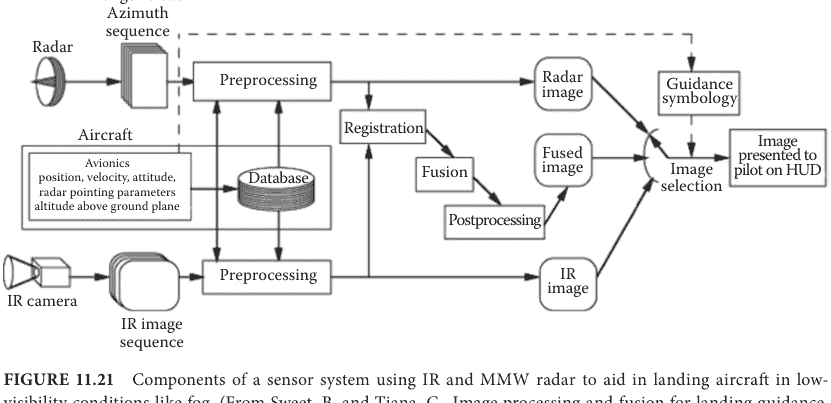 Azimuth
sequence
Radar
Preprocessing
Radar
image
Guidance
symbology
Registration
Aircraft
Avionics
position, velocity, attitude,
radar pointing parameters
altitude above ground plane
Database
Fusion
Fused
image
Image
selection
Image
presented to
pilot on HUD
Postprocessing
Preprocessing
IR
image
IR camera
IR image
sequence
FIGURE 11.21 Components of a sensor system using IR and MMW radar to aid in landing aircraft in low-
visibility conditions like fog. (From Sweet, B. and Tiana, C., Image processing and fusion for landing guidance,